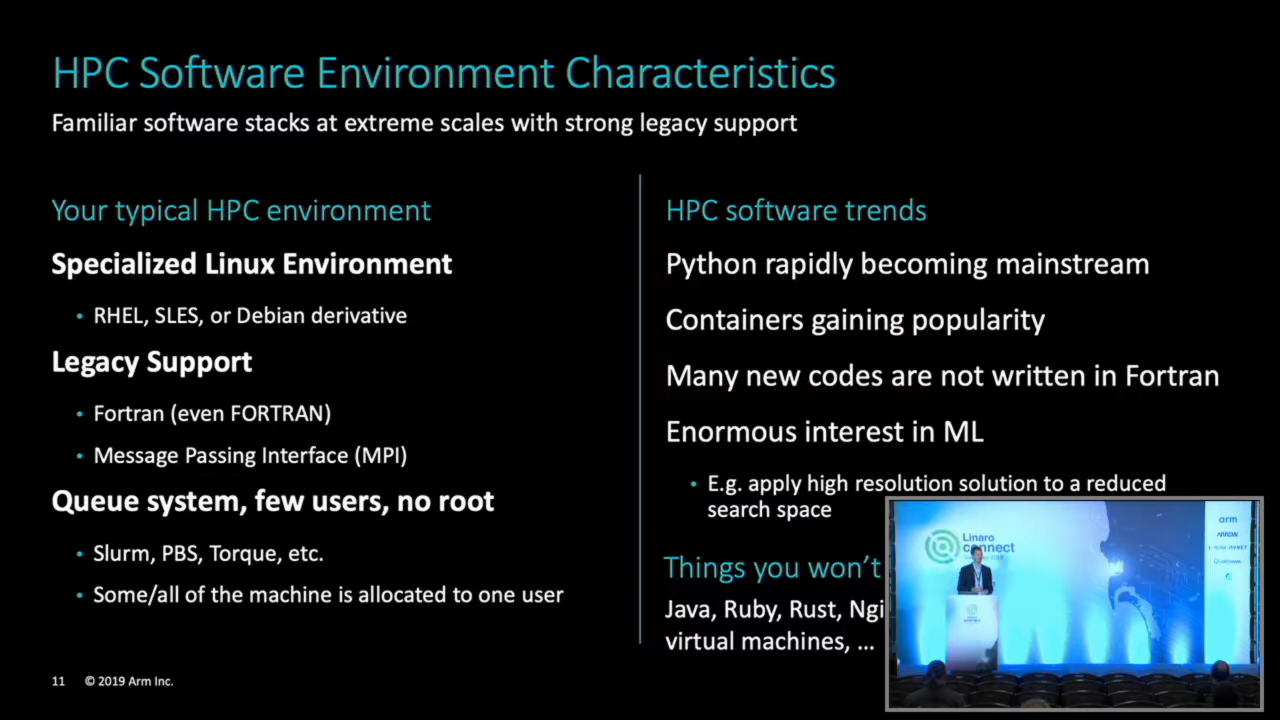 HPC Software Environment Characteristics
Familiar software stacks at extreme scales with strong legacy support
Your typical HPC environment
Specialized Linux Environment
• RHEL, SLES, or Debian derivative
Legacy Support
• Fortran (even FORTRAN)
• Message Passing Interface (MPI)
Queue system, few users, no root
• Slurm, PBS, Torque, etc.
• Some/all of the machine is allocated to one user
HPC software trends
Python rapidly becoming mainstream
Containers gaining popularity
Many new codes are not written in Fortran
Enormous interest in ML
• E.g. apply high resolution solution to a reduced
search space
Things you won't
Java, Ruby, Rust, Ngi
virtual machines, ...
11 © 2019 Arm Inc.
Linaro
connect
arm
ARROW
Qualcomm